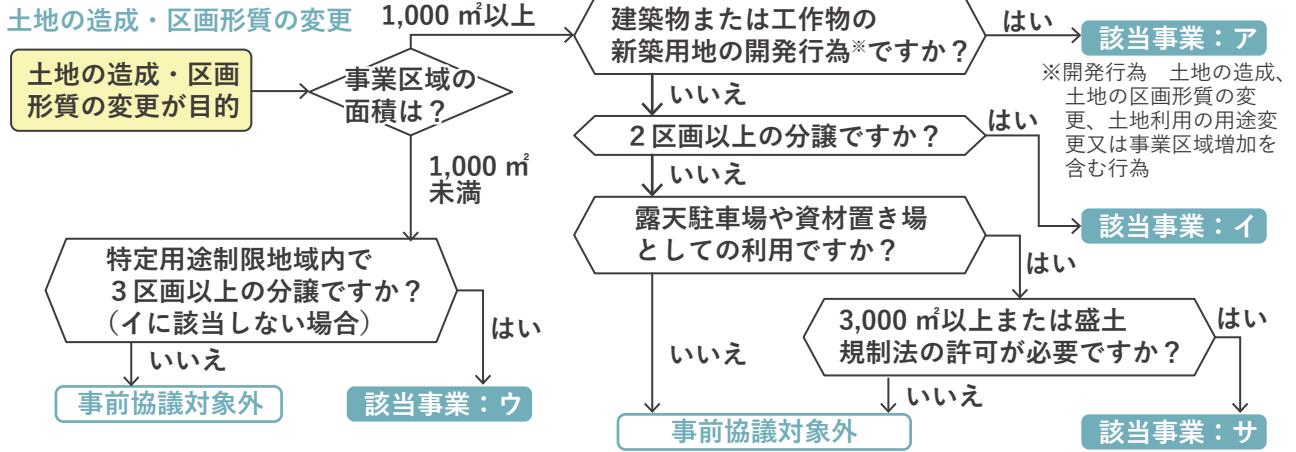 土地の造成・区画形質の変更
土地の造成・区画
形質の変更が目的
事業区域の
面積は？
1,000 ㎡以上
建築物または工作物の
新築用地の開発行為※ですか？
はい
該当事業：ア
※開発行為　土地の造成、
土地の区画形質の変
更、土地利用の用途変
更又は事業区域増加を
含む行為
いいえ
２区画以上の分譲ですか？
はい
該当事業：イ
いいえ
露天駐車場や資材置き場
としての利用ですか？
はい
3,000 ㎡以上または盛土
規制法の許可が必要ですか？
はい
該当事業：サ
いいえ
いいえ
事前協議対象外
1,000 ㎡
未満
特定用途制限地域内で
３区画以上の分譲ですか？
（イに該当しない場合）
はい
該当事業：ウ
いいえ
事前協議対象外